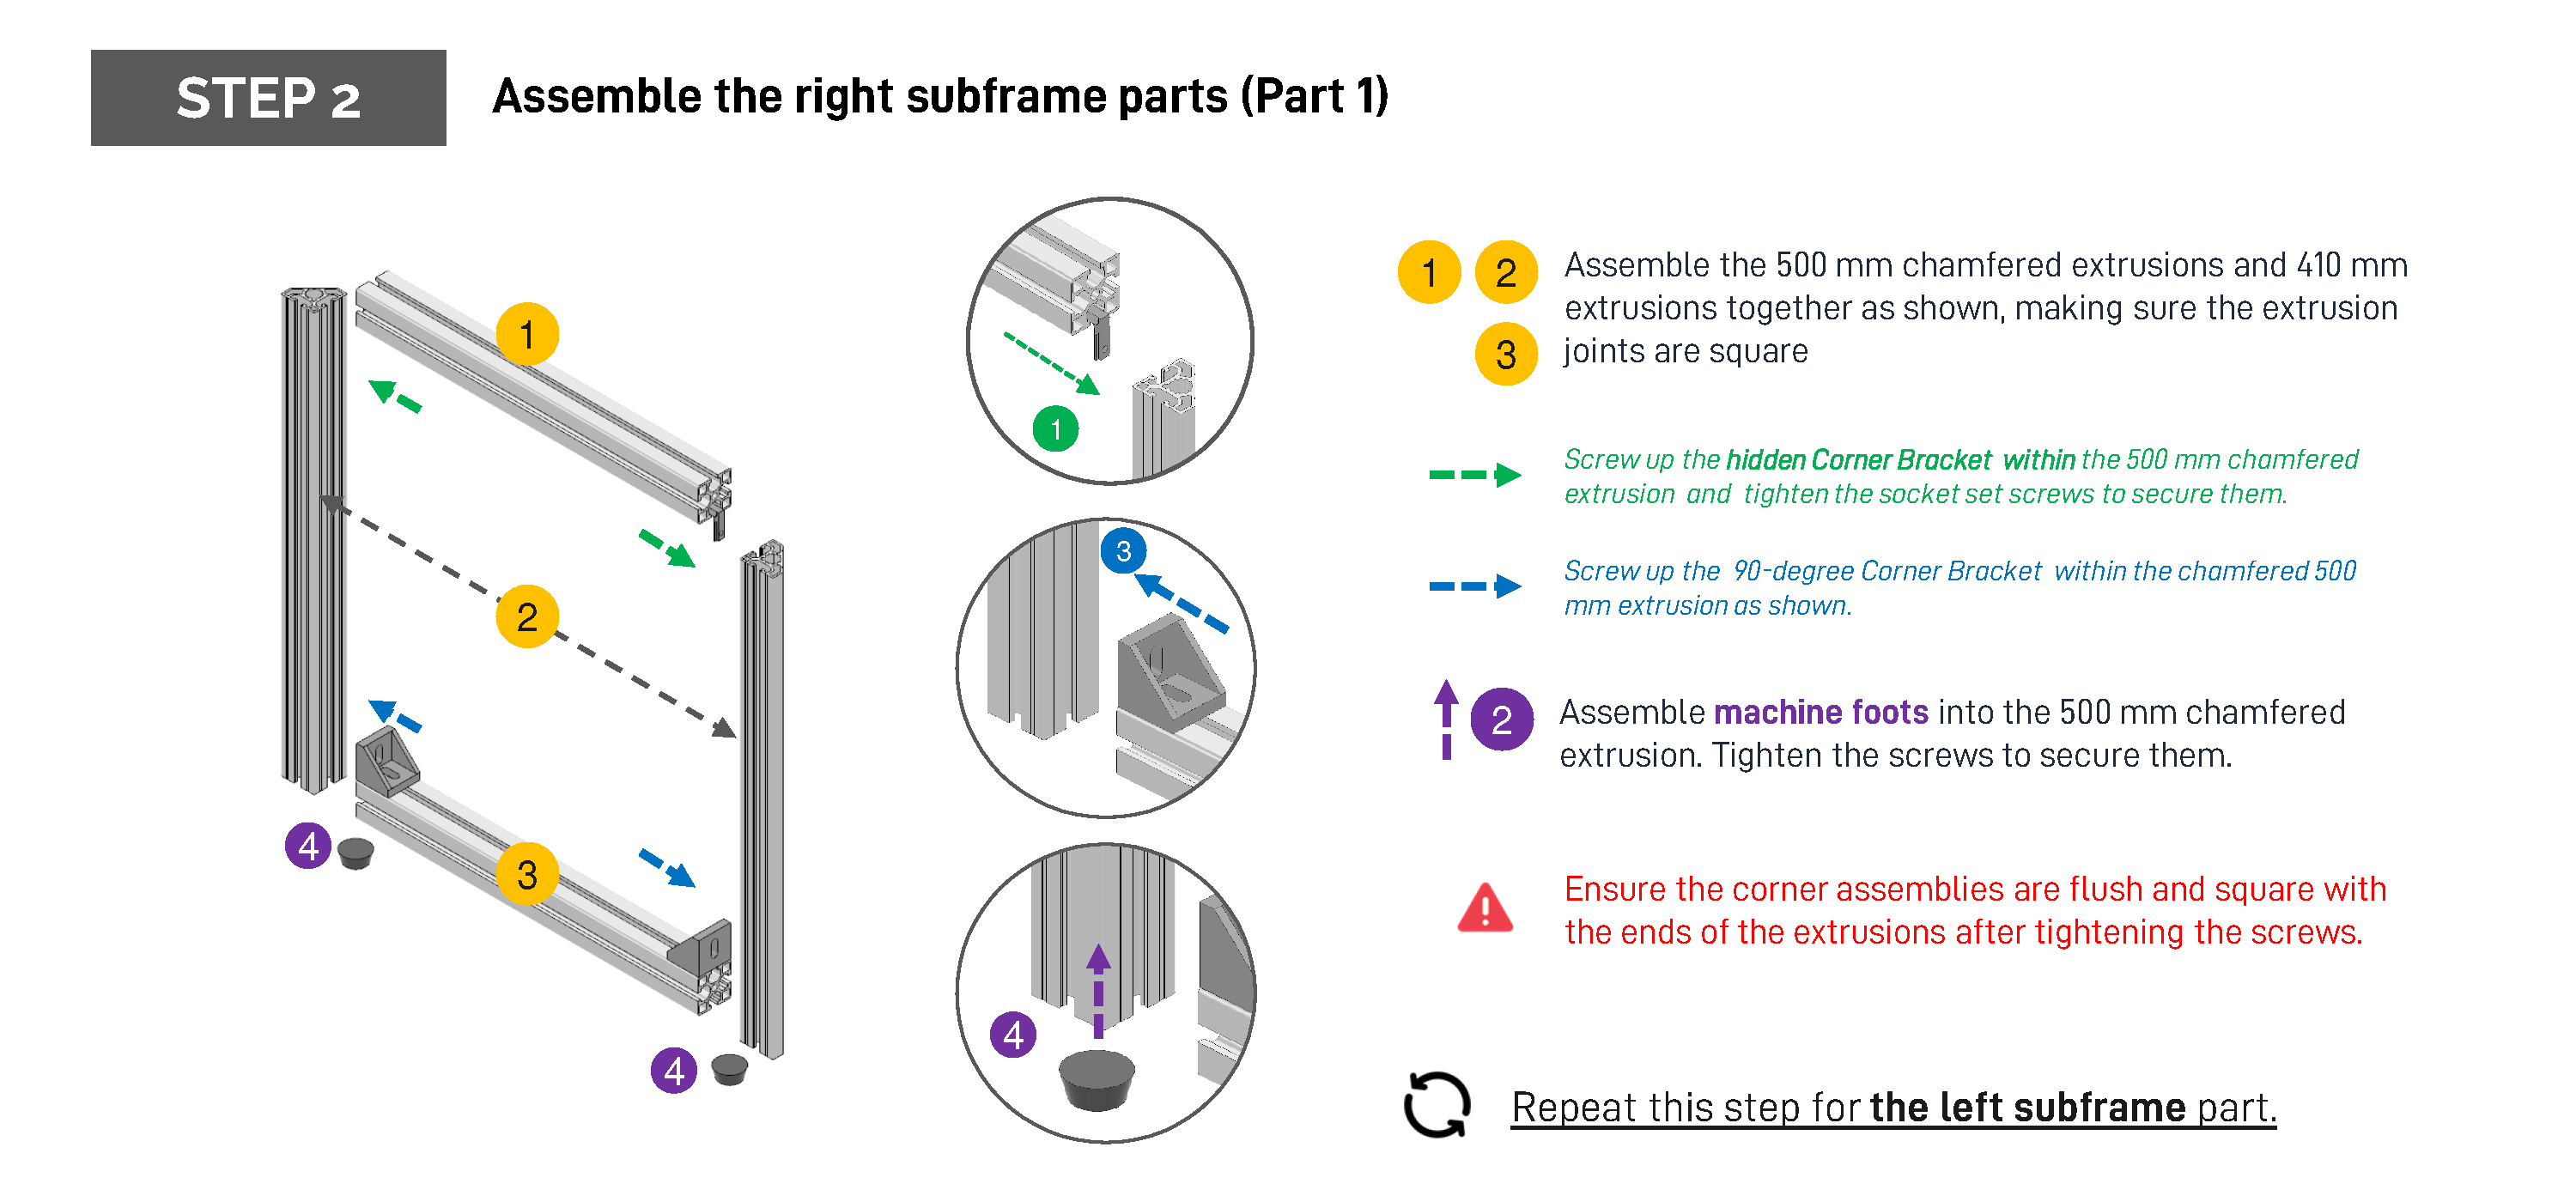 STEP 2
Assemble the right subframe parts (Part 1)
1
2
3
4
4
1
3
4
1 2
3
Assemble the 500 mm chamfered extrusions and 410 mm
extrusions together as shown, making sure the extrusion
joints are square
Screw up the hidden Corner Bracket within the 500 mm chamfered
extrusion and tighten the socket set screws to secure them.
Screw up the 90-degree Corner Bracket within the chamfered 500
mm extrusion as shown.
2
Assemble machine foots into the 500 mm chamfered
extrusion. Tighten the screws to secure them.
Ensure the corner assemblies are flush and square with
the ends of the extrusions after tightening the screws.
Repeat this step for the left subframe part.